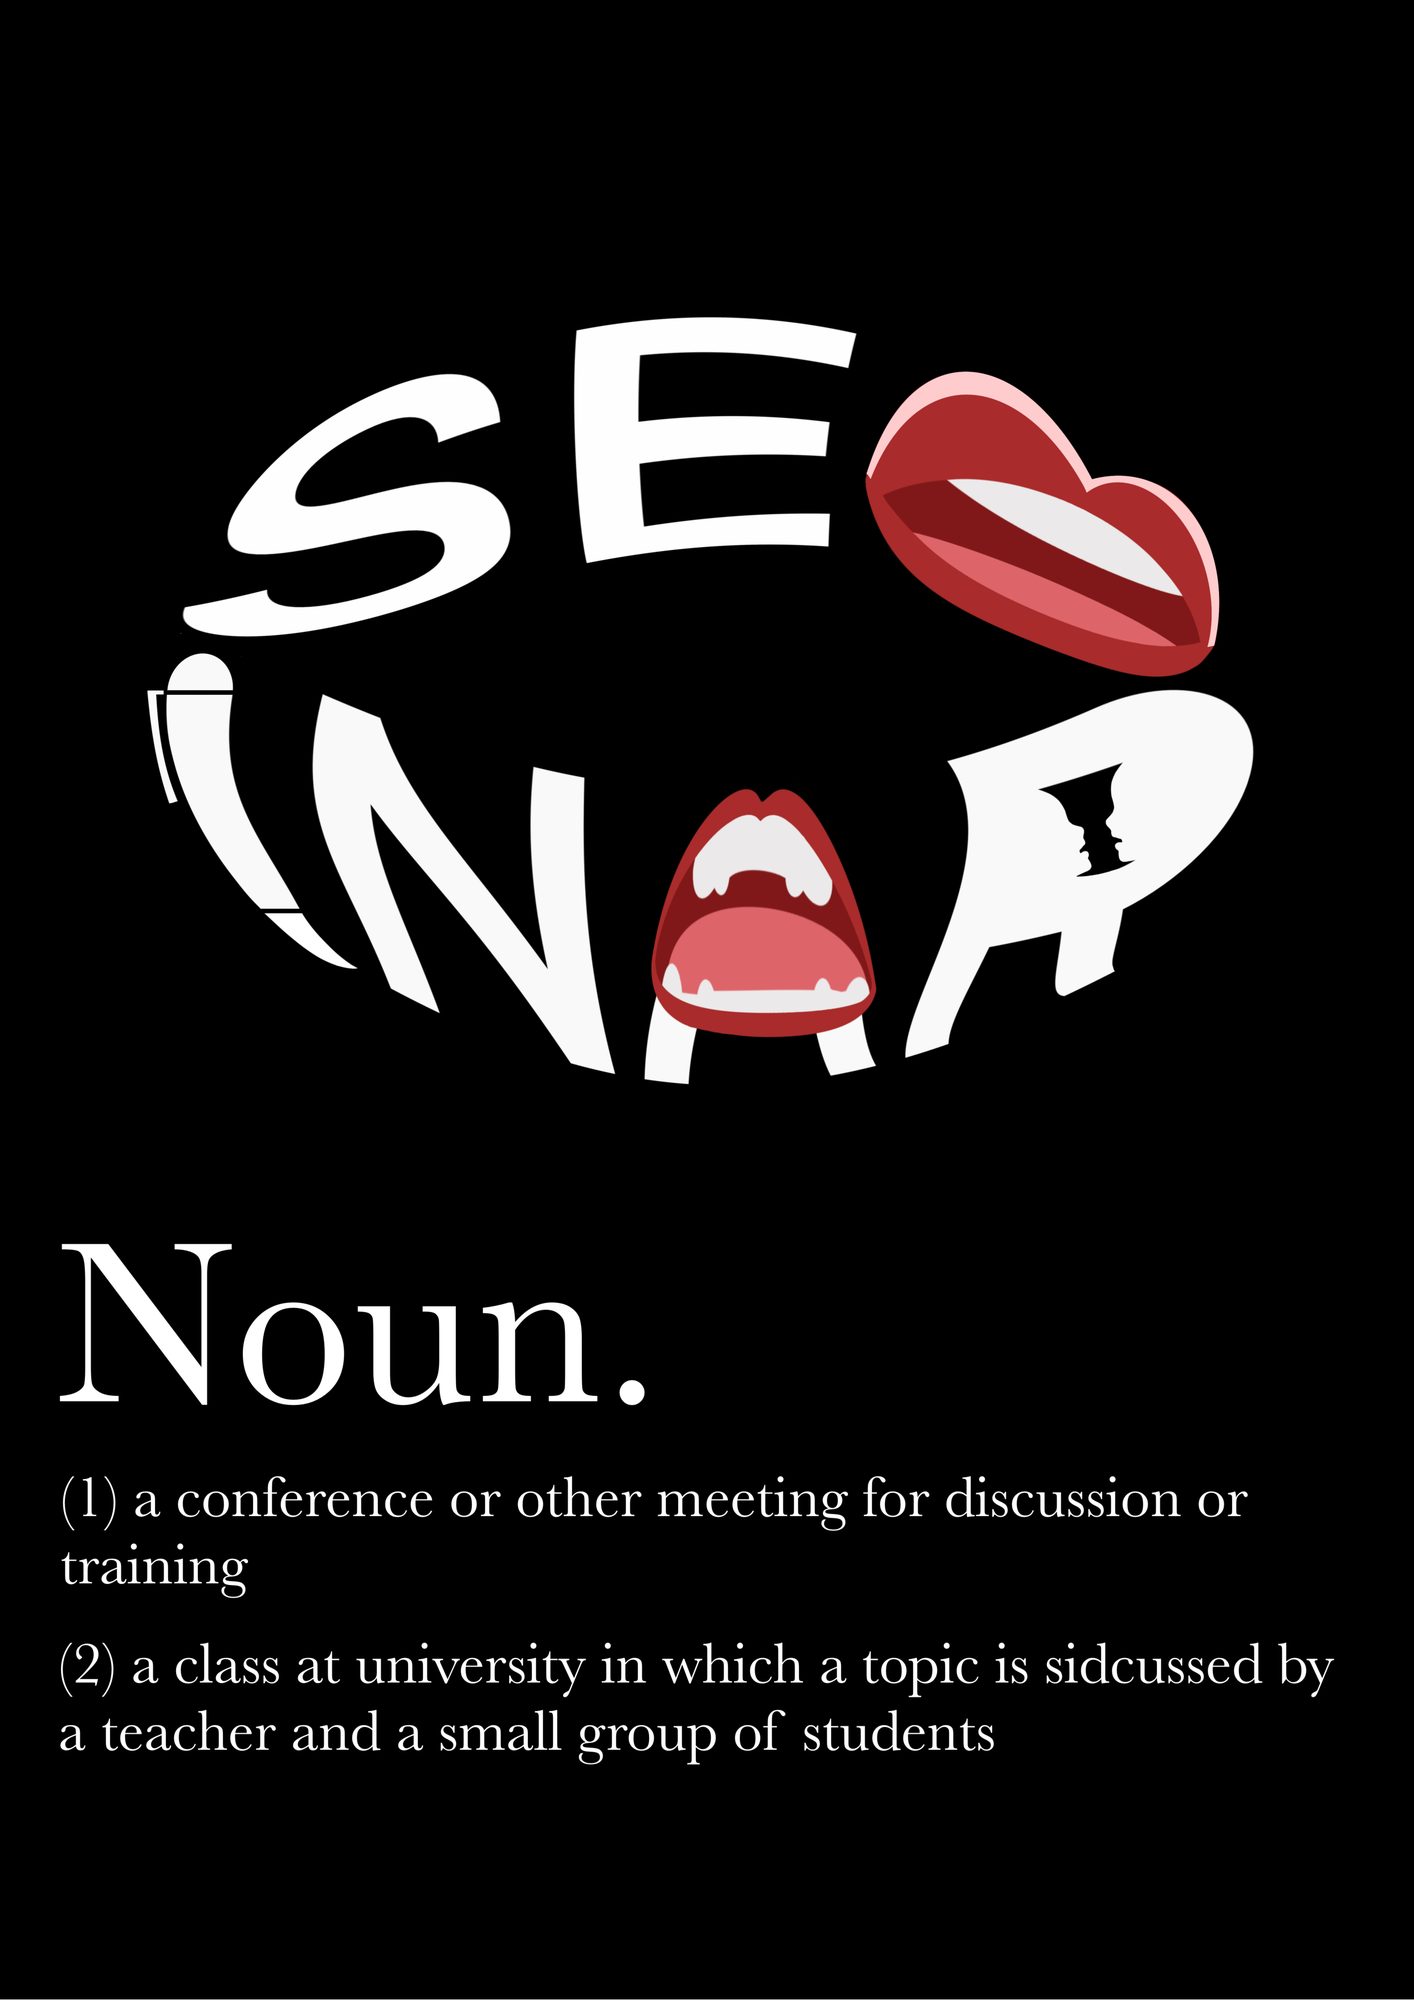 SEM
INAR
Noun.
(1) a conference or other meeting for discussion or
training
(2) a class at university in which a topic is sidcussed by
a teacher and a small group of students